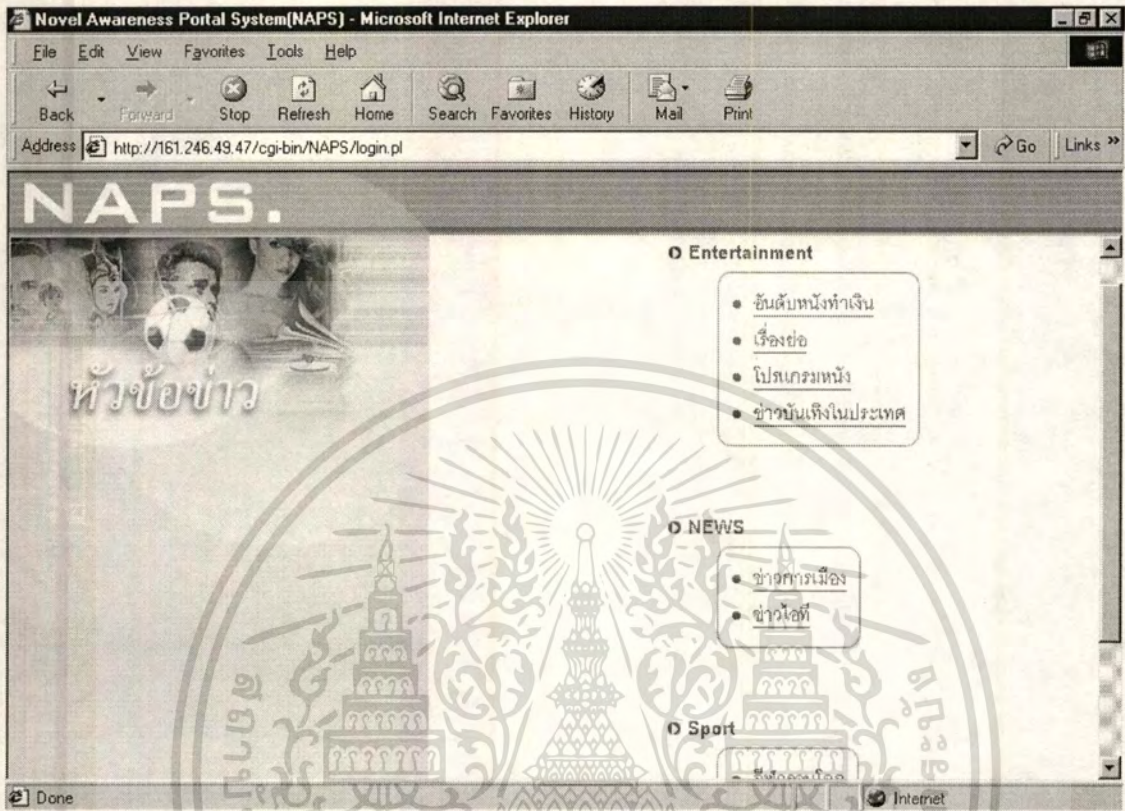 Novel Awareness Portal System(NAPS) - Microsoft Internet Explorer
File Edit View Favorites Tools Help
Back Forward Stop Refresh Home Search Favorites History Mail Print
Address http://161.246.49.47/cgi-bin/NAPS/login.pl Go Links »
NAPS.
หัวข้อข่าว
Entertainment
อันดับหนังทำเงิน
เรื่องย่อ
โปรแกรมหนัง
ข่าวบันเทิงในประเทศ
NEWS
ข่าวการเมือง
ข่าวไอที
Sport
Done Internet